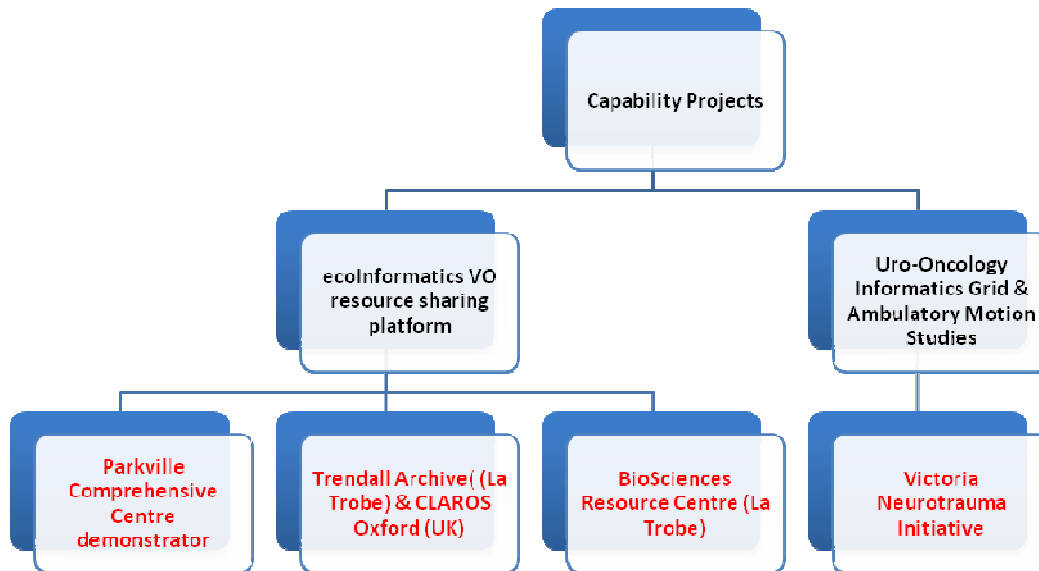 Capability Projects
ecoInformatics VO
resource sharing
platform
Uro-Oncology
Informatics Grid &
Ambulatory Motion
Studies
Parkville
Comprehensive
Centre
demonstrator
Trendall Archive( (La
Trobe) & CLAROS
Oxford (UK)
BioSciences
Resource Centre (La
Trobe)
Victoria
Neurotrauma
Initiative